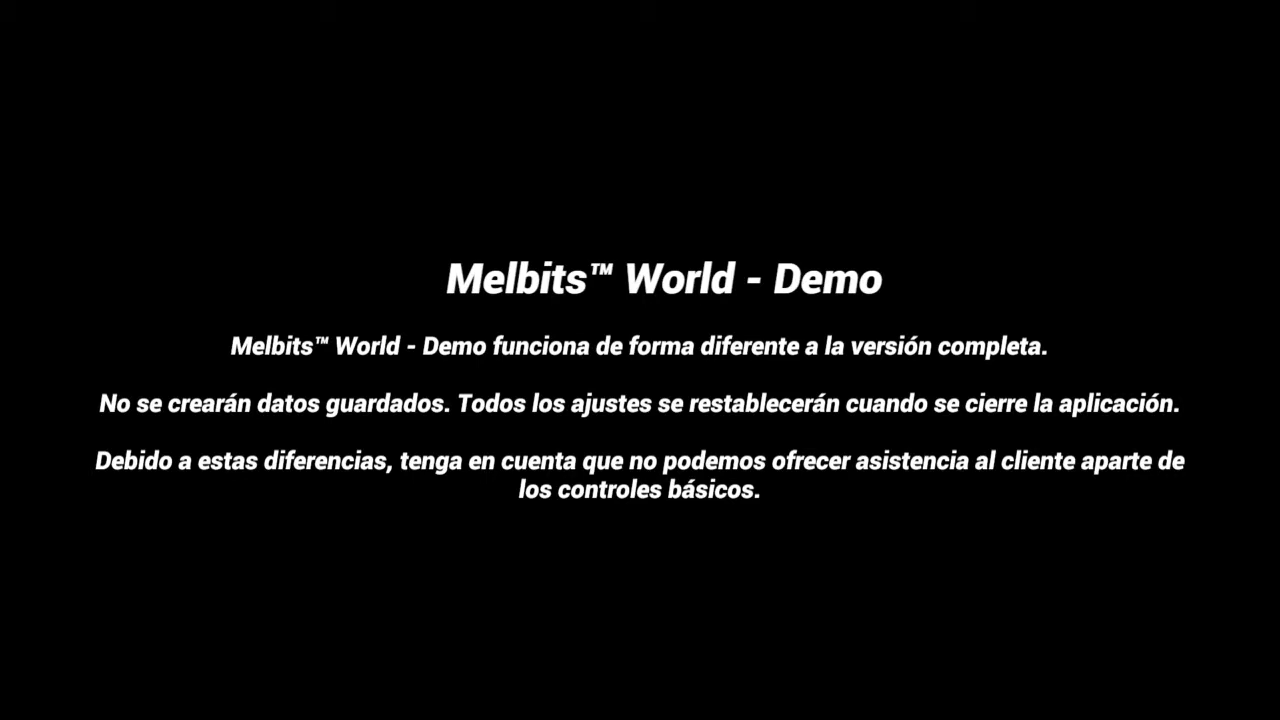 Melbits™ World - Demo
Melbits™ World - Demo funciona de forma diferente a la versión completa.
No se crearán datos guardados. Todos los ajustes se restablecerán cuando se cierre la aplicación.
Debido a estas diferencias, tenga en cuenta que no podemos ofrecer asistencia al cliente aparte de
los controles básicos.